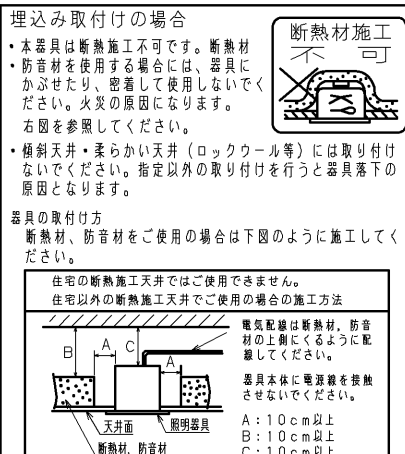 埋込み取付けの場合
・本器具は断熱施工不可です。断熱材
・防音材を使用する場合には、器具に
かぶせたり、密着して使用しないでく
ださい。火災の原因になります。
右図を参照してください。
断熱材施工
不可
・傾斜天井・柔らかい天井（ロックウール等）には取り付け
ないでください。指定以外の取り付けを行うと器具落下の
原因となります。
器具の取付け方
断熱材、防音材をご使用の場合は下図のように施工してく
ださい。
住宅の断熱施工天井ではご使用できません。
住宅以外の断熱施工天井でご使用の場合の施工方法
B
A
C
A
天井面
照明器具
断熱材，防音材
電気配線は断熱材，防音
材の上側にくるように配
線してください。
器具本体に電源線を接触
させないでください。
A：10cm以上
B：10cm以上
C：10cm以上